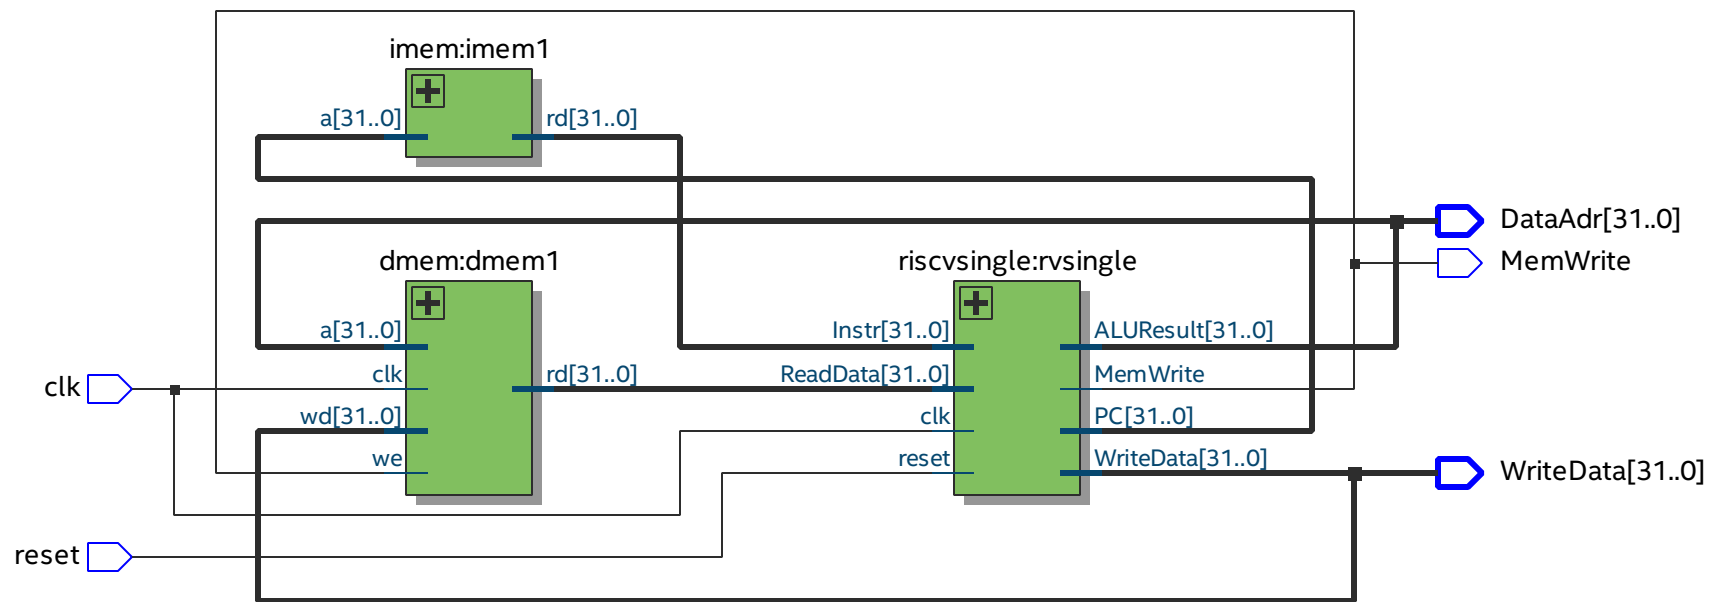 imem:imem1
a[31..0]
rd[31..0]
DataAdr[31..0]
MemWrite
dmem:dmem1
riscvsingle:rvsingle
a[31..0]
Instr[31..0]
ALUResult[31..0]
clk
clk
rd[31..0]
ReadData[31..0]
MemWrite
wd[31..0]
clk
PC[31..0]
we
reset
WriteData[31..0]
WriteData[31..0]
reset